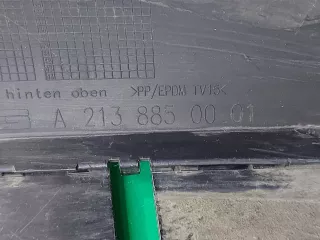 hinten oben >PP/EPDM TV15<
A 213 885 00 01